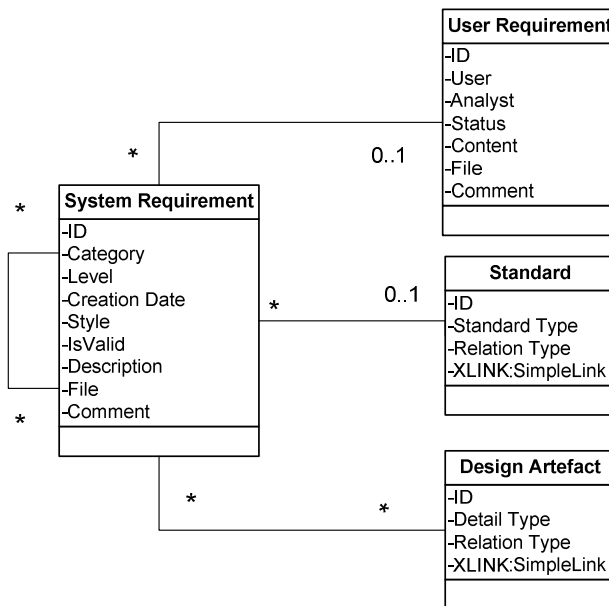 User Requirement
-ID
-User
-Analyst
-Status
-Content
-File
-Comment
*
0..1
*
System Requirement
-ID
-Category
-Level
-Creation Date
-Style
-IsValid
-Description
-File
-Comment
*
*
0..1
Standard
-ID
-Standard Type
-Relation Type
-XLINK:SimpleLink
*
*
Design Artefact
-ID
-Detail Type
-Relation Type
-XLINK:SimpleLink